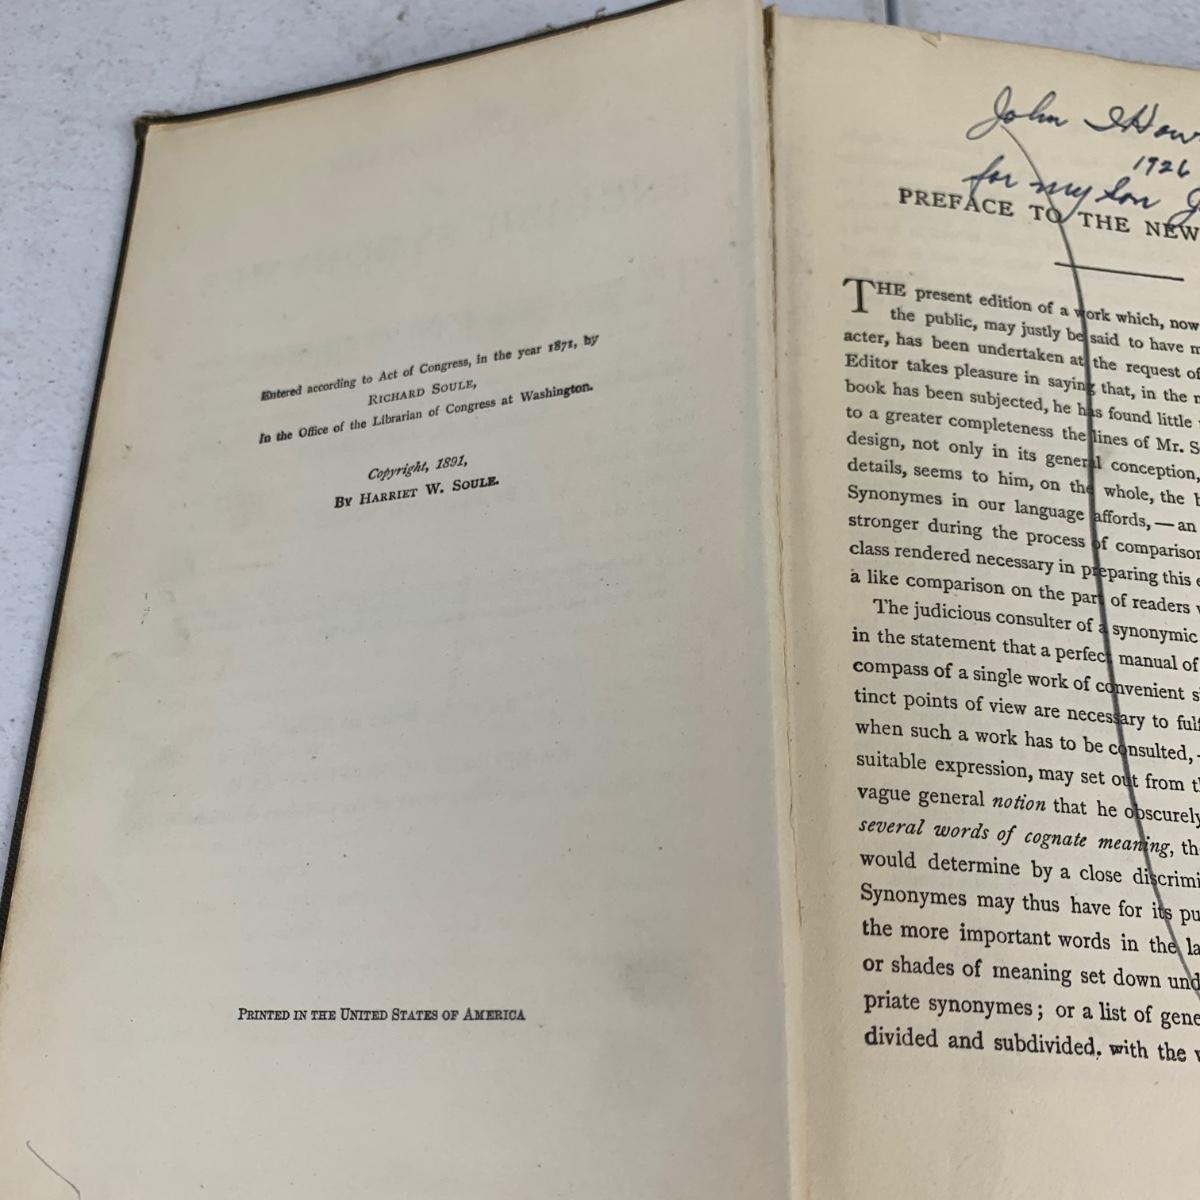 Entered according to Act of Congress, in the year 1871, by
RICHARD SOULE,
In the Office of the Librarian of Congress at Washington.
Copyright, 1891,
BY HARRIET W. SOULE.
PRINTED IN THE UNITED STATES OF AMERICA
John
1926
for my son
PREFACE TO THE NEW
THE present edition of a work which, now
the public, may justly be said to have
acter, has been undertaken at the request of
Editor takes pleasure in saying that, in the
book has been subjected, he has found little
to a greater completeness the lines of Mr.
design, not only in its general conception,
details, seems to him, on the whole, the
Synonymes in our language affords, — an
stronger during the process of comparison
class rendered necessary in preparing this
a like comparison on the part of readers
The judicious consulter of a synonymic
in the statement that a perfect manual of
compass of a single work of convenient
tinct points of view are necessary to
when such a work has to be consulted,
suitable expression, may set out from
vague general notion that he obscurely
several words of cognate meaning,
would determine by a close
Synonymes may thus have for its
the more important words in the
or shades of meaning set down
priate synonymes; or a list of
divided and subdivided, with the